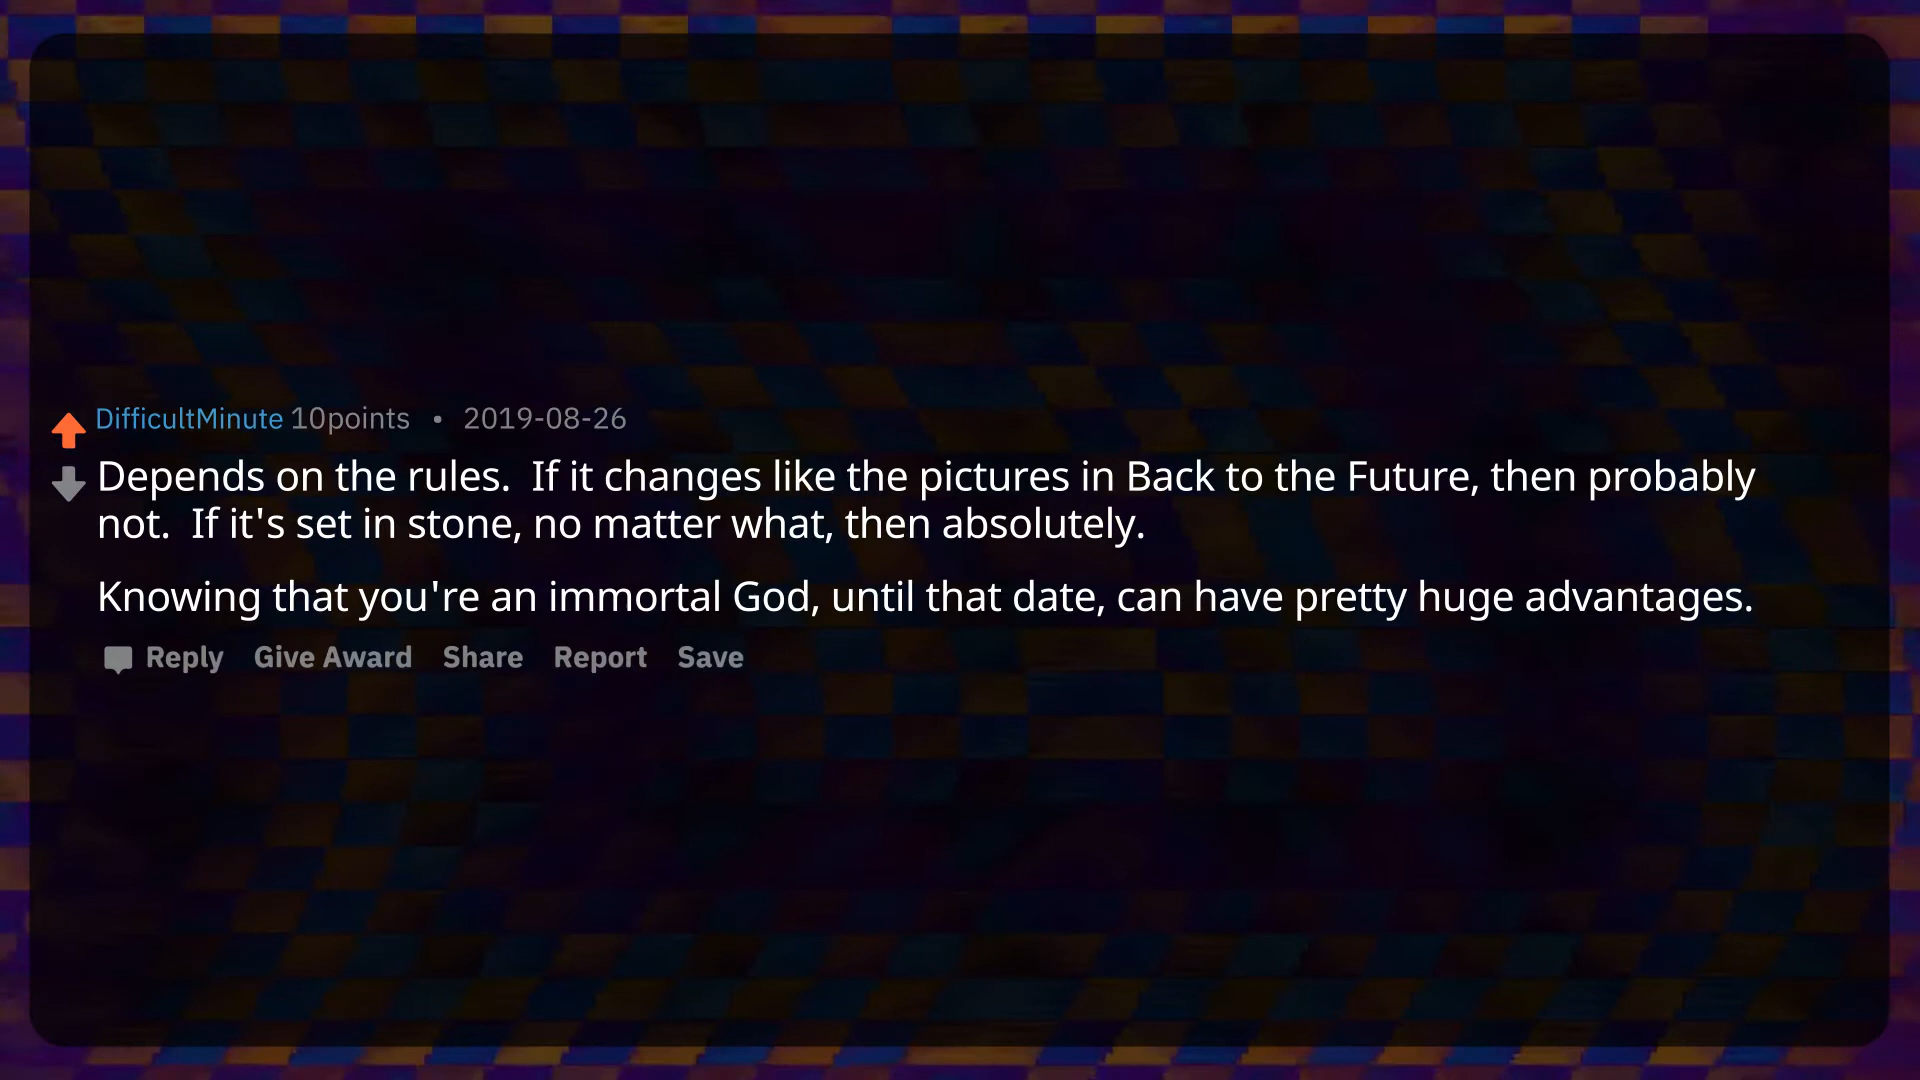 DifficultMinute 10points • 2019-08-26
Depends on the rules.  If it changes like the pictures in Back to the Future, then probably
not.  If it's set in stone, no matter what, then absolutely.
Knowing that you're an immortal God, until that date, can have pretty huge advantages.
Reply Give Award Share Report Save